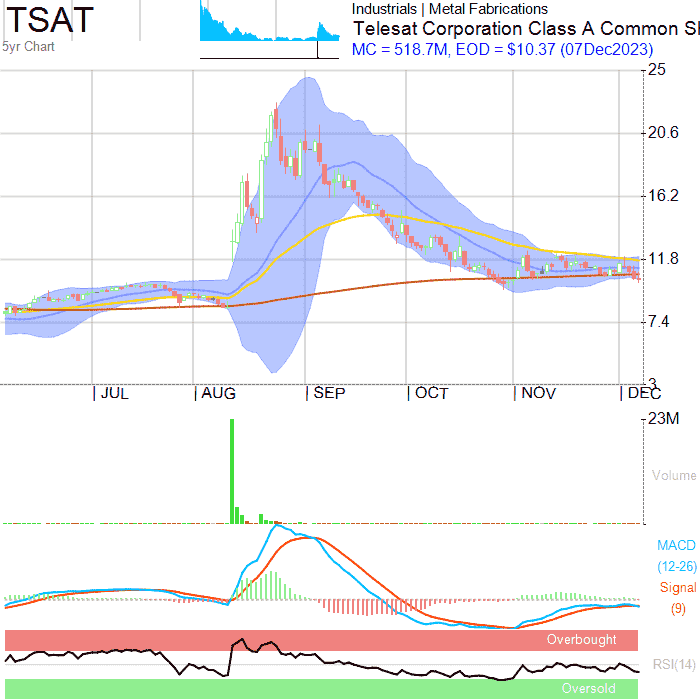 TSAT
5yr Chart
Industrials | Metal Fabrications
Telesat Corporation Class A Common
MC = 518.7M, EOD = $10.37 (07Dec2023)
25
20.6
16.2
11.8
7.4
3
JUL
AUG
SEP
OCT
NOV
DEC
23M
Volume
MACD
(12-26)
Signal
(9)
Overbought
RSI(14)
Oversold